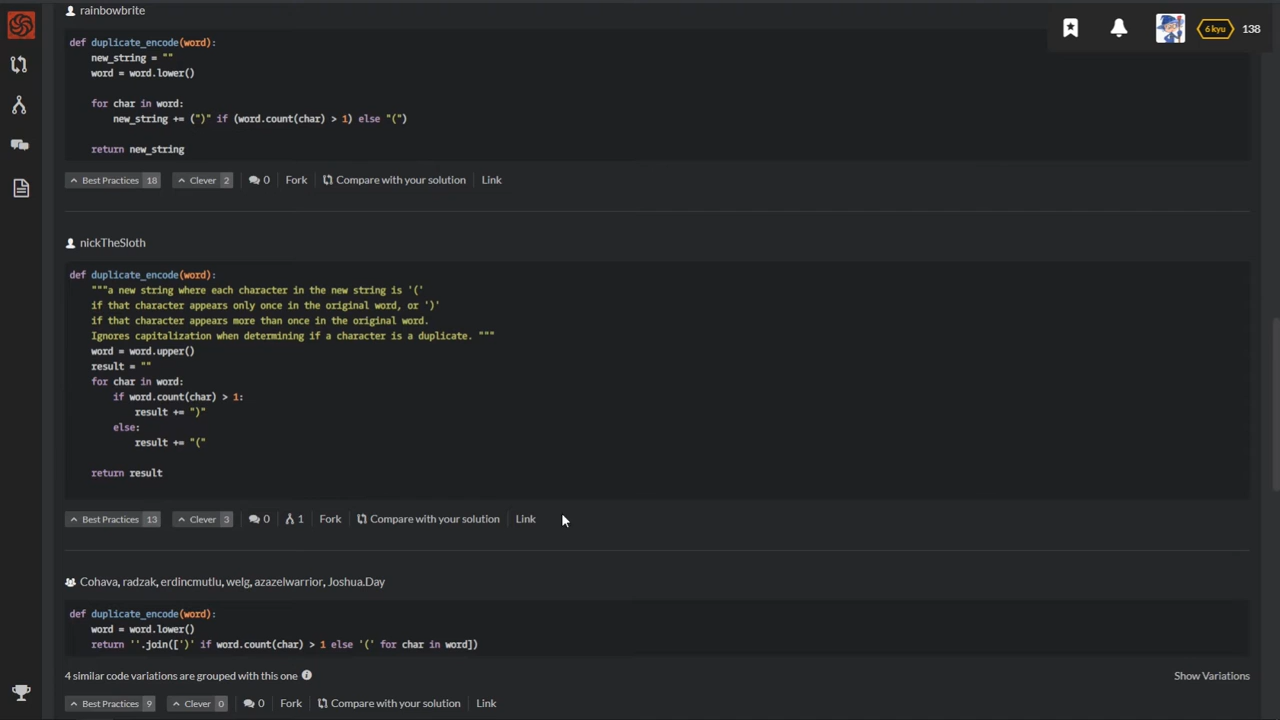 rainbowbrite
6 kyu
138
def duplicate_encode(word):
new_string = ""
word = word.lower()
for char in word:
new_string += (")" if (word.count(char) > 1) else "(")
return new_string
Best Practices 18
Clever 2
0
Fork
Compare with your solution
Link
nickTheSloth
def duplicate_encode(word):
"""a new string where each character in the new string is '('
if that character appears only once in the original word, or ')'
if that character appears more than once in the original word.
Ignores capitalization when determining if a character is a duplicate. """
word = word.upper()
result = ""
for char in word:
if word.count(char) > 1:
result += ")"
else:
result += "("
return result
Best Practices 13
Clever 3
0
1
Fork
Compare with your solution
Link
Cohava, radzak, erdincmutlu, welg, azazelwarrior, Joshua.Day
def duplicate_encode(word):
word = word.lower()
return ''.join([')' if word.count(char) > 1 else '(' for char in word])
4 similar code variations are grouped with this one
Show Variations
Best Practices 9
Clever 0
0
Fork
Compare with your solution
Link